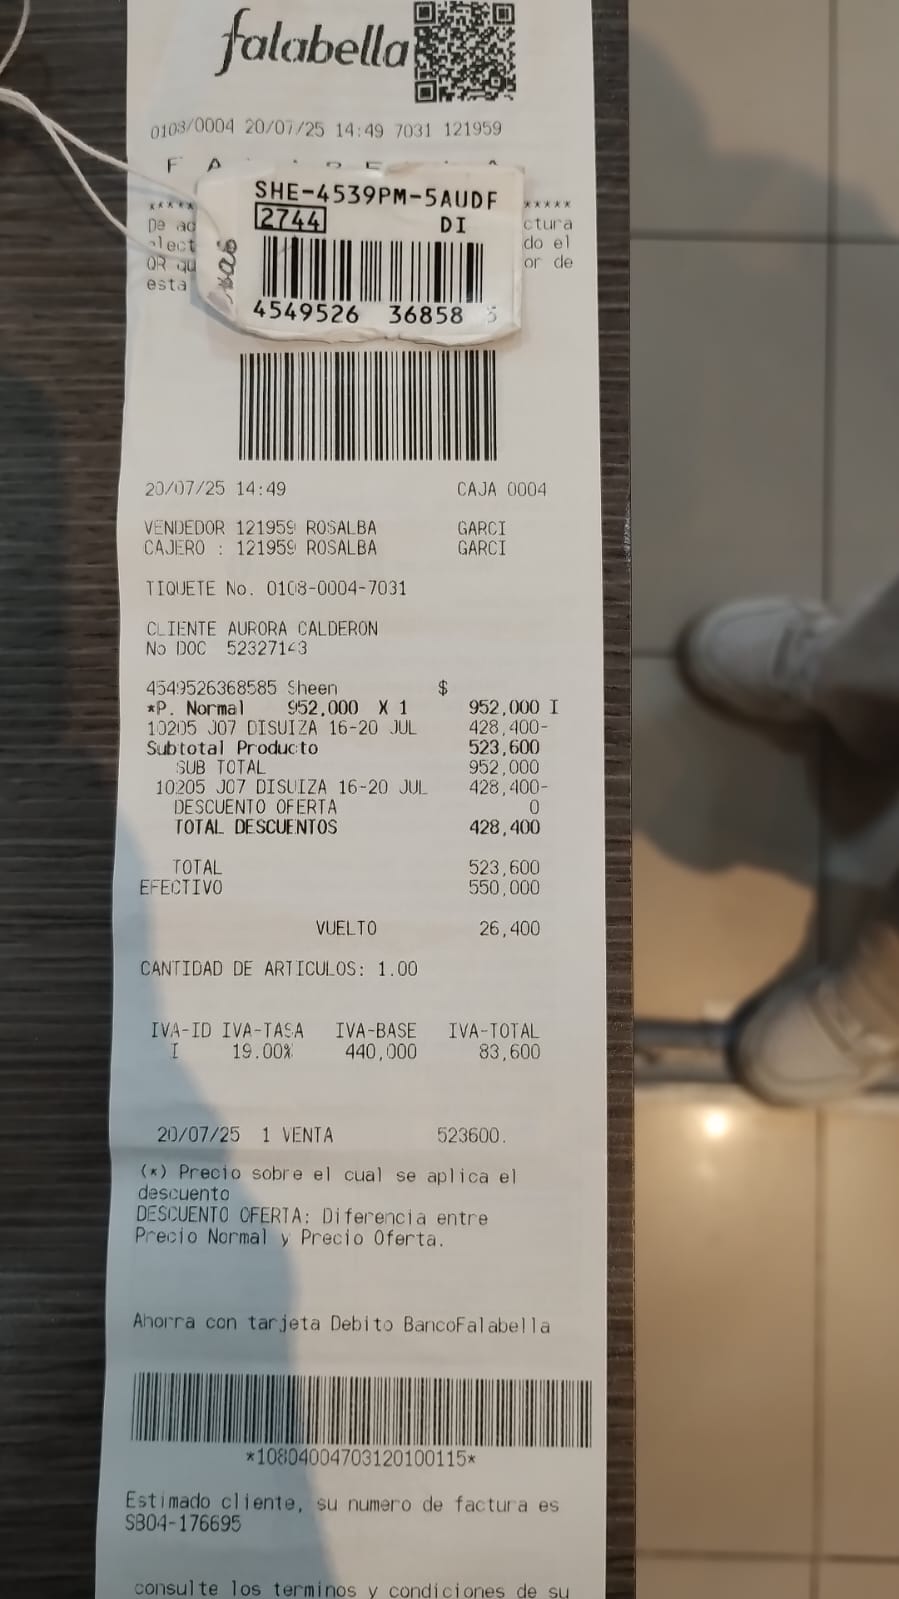 falabella
0108/0004 20/07/25 14:49 7031 121959
F A
*****
SHE-4539PM-5AUDF
*****
2744
DI
De
4549526 36858
esta
20/07/25 14:49 CAJA 0004
VENDEDOR 121959 ROSALBA GARCI
CAJERO : 121959 ROSALBA GARCI
TIQUETE No. 0108-0004-7031
CLIENTE AURORA CALDERON
No DOC 52327143
4549526368585 Sheen $
*P. Normal 952,000 X 1 952,000 I
10205 J07 DISUIZA 16-20 JUL 428,400-
Subtotal Producto 523,600
SUB TOTAL 952,000
10205 J07 DISUIZA 16-20 JUL 428,400-
DESCUENTO OFERTA 0
TOTAL DESCUENTOS 428,400
TOTAL 523,600
EFECTIVO 550,000
VUELTO 26,400
CANTIDAD DE ARTICULOS: 1.00
IVA-ID IVA-TASA IVA-BASE IVA-TOTAL
I 19.00% 440,000 83,600
20/07/25 1 VENTA 523600.
(*) Precio sobre el cual se aplica el
descuento
DESCUENTO OFERTA: Diferencia entre
Precio Normal y Precio Oferta.
Ahorra con tarjeta Debito BancoFalabella
*10804004703120100115*
Estimado cliente, su numero de factura es
SB04-176695
consulte los terminos y condiciones de su